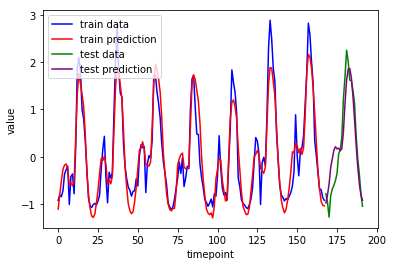 train data
train prediction
test data
test prediction
3
2
1
0
−1
value
0
25
50
75
100
125
150
175
200
timepoint